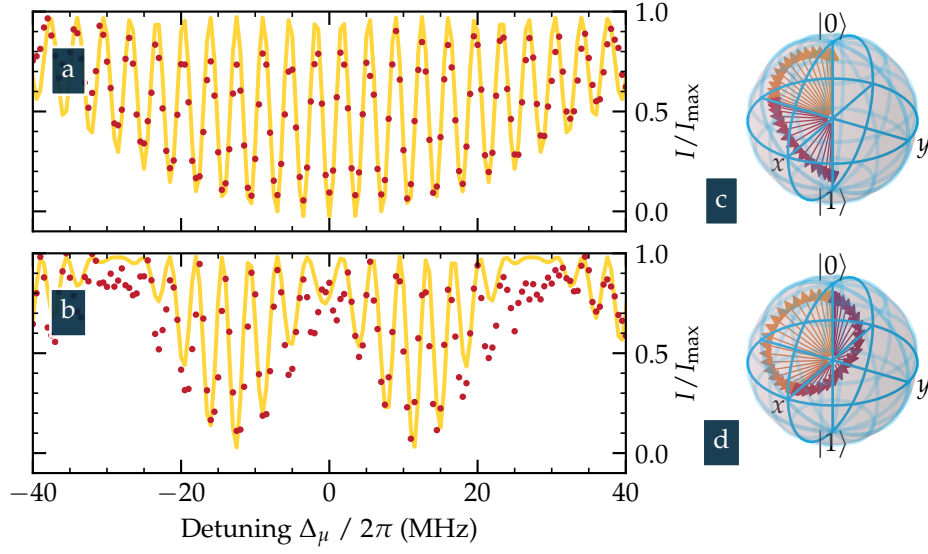 a
1.0
0.5
0.0
I/I_max
|0⟩
x
y
|1⟩
c
b
1.0
0.5
0.0
I/I_max
|0⟩
x
y
|1⟩
d
−40
−20
0
20
40
Detuning Δ_μ / 2π (MHz)